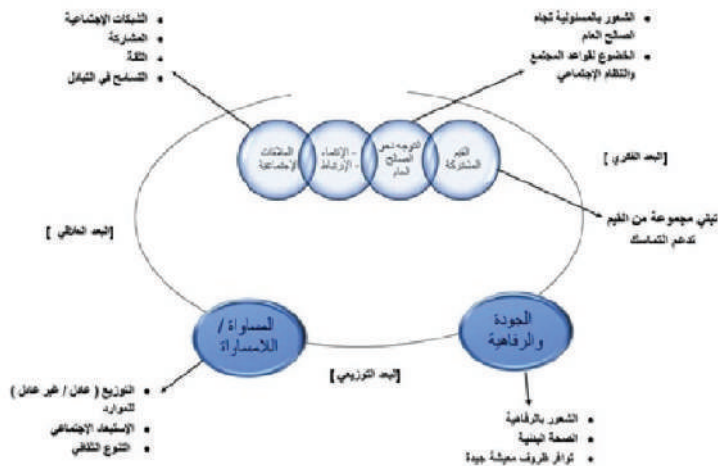 الشعور بالمسئولية تجاه
الصالح العام
الخضوع لقواعد المجتمع
والنظام الإجتماعي
الشبكات الإجتماعية
المشاركة
الثقة
التسامح في التبادل
القيم
المشتركة
التوجه نحو
الصالح
العام
- الإنتماء
- الإرتباط
العلاقات
الإجتماعية
[البعد الفكري]
تبني مجموعة من القيم
تدعم التماسك
[البعد العلاقي]
الجودة
والرفاهية
المساواة /
اللامساواة
[البعد التوزيعي]
التوزيع ( عادل / غير عادل )
للموارد
الإستبعاد الإجتماعي
التنوع الثقافي
الشعور بالرفاهية
الصحة البدنية
توافر ظروف معيشة جيدة